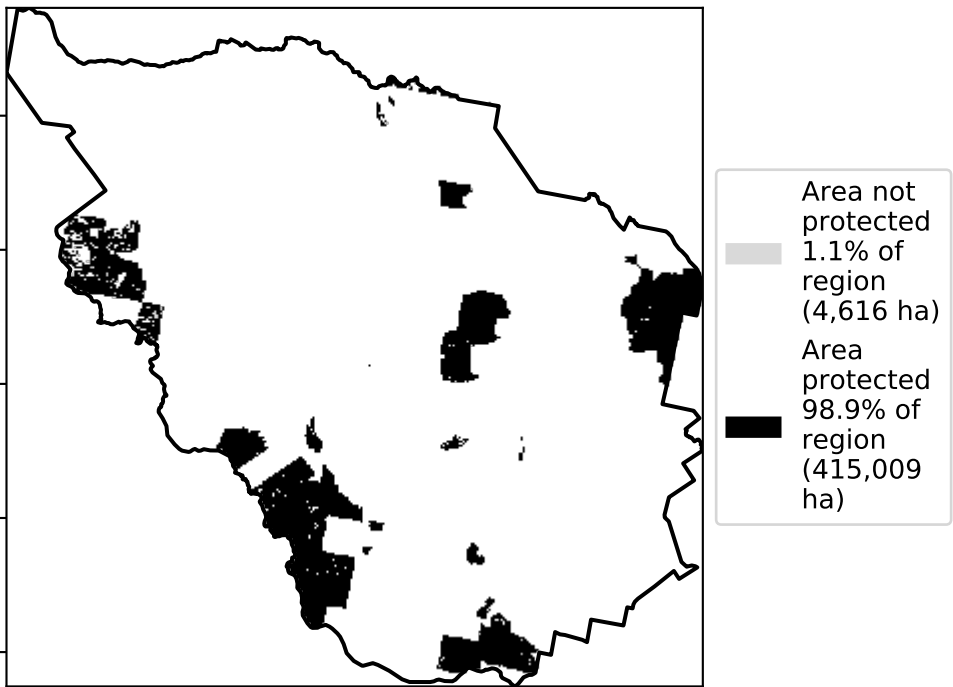 Area not
protected
1.1% of
region
(4,616 ha)
Area
protected
98.9% of
region
(415,009
ha)